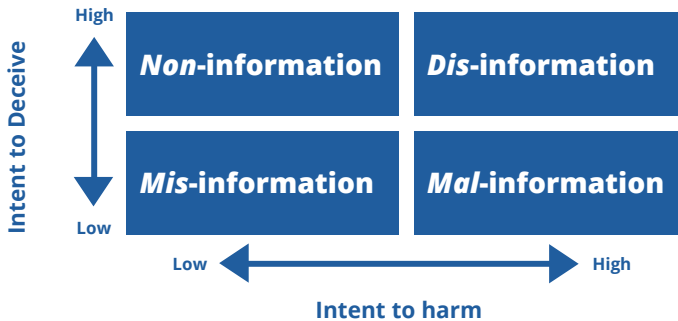 High
Intent to Deceive
Non-information
Dis-information
Mis-information
Mal-information
Low
Low
High
Intent to harm